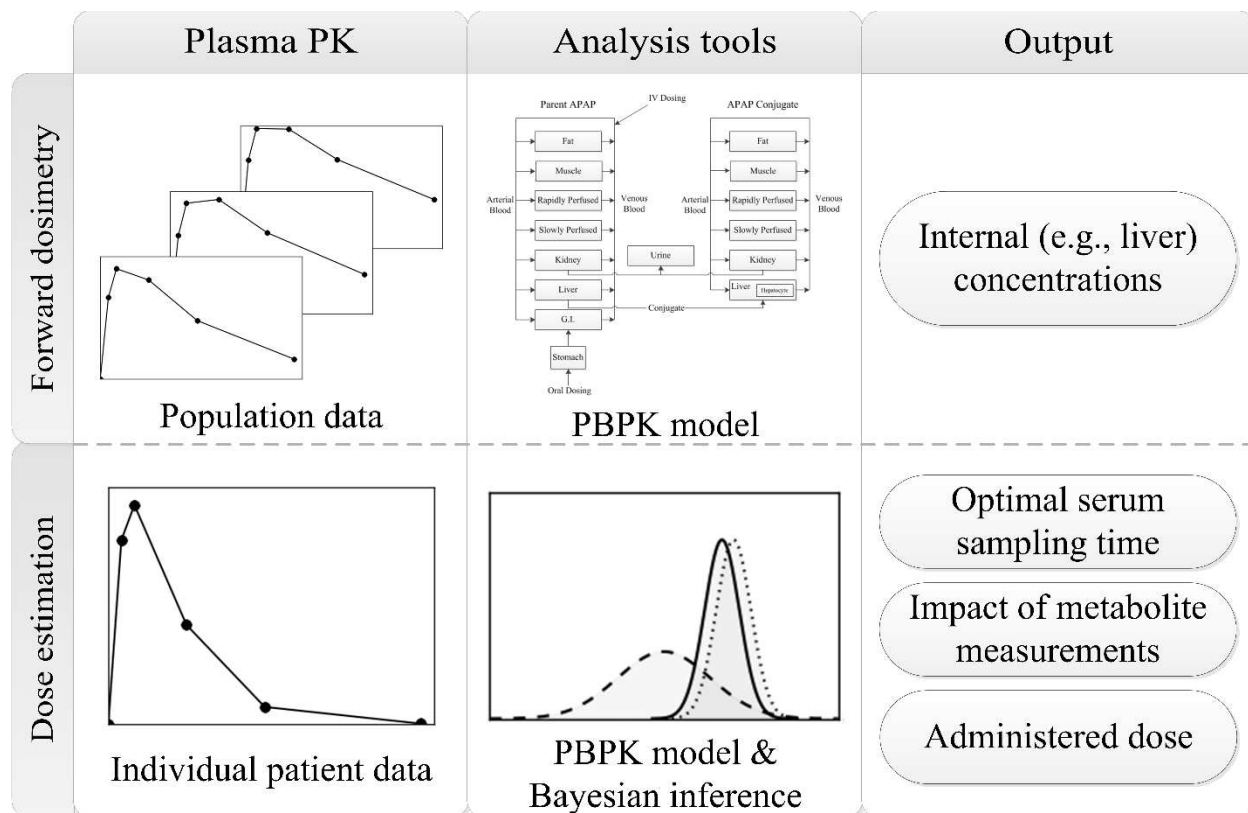 Plasma PK
Analysis tools
Output
Forward dosimetry
Population data
Parent APAP
IV Dosing
APAP Conjugate
Fat
Muscle
Rapidly Perfused
Slowly Perfused
Kidney
Liver
G.I.
Stomach
Oral Dosing
Arterial
Blood
Venous
Blood
Urine
Conjugate
Arterial
Blood
Fat
Muscle
Rapidly Perfused
Slowly Perfused
Kidney
Liver
Hepatocyte
Venous
Blood
PBPK model
Internal (e.g., liver)
concentrations
Dose estimation
Individual patient data
PBPK model &
Bayesian inference
Optimal serum
sampling time
Impact of metabolite
measurements
Administered dose